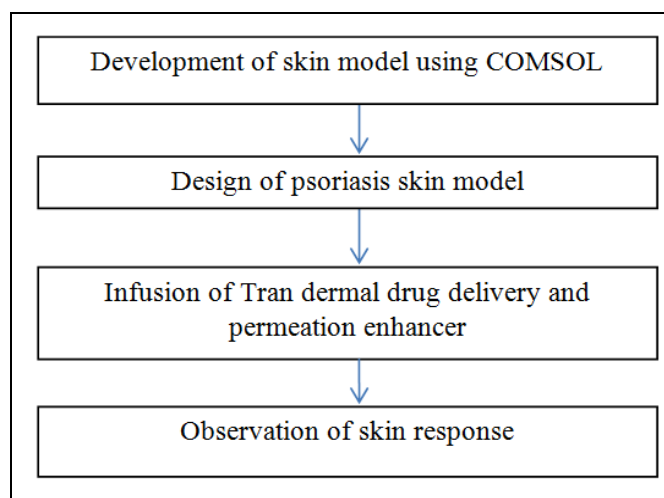 Development of skin model using COMSOL
Design of psoriasis skin model
Infusion of Tran dermal drug delivery and
permeation enhancer
Observation of skin response